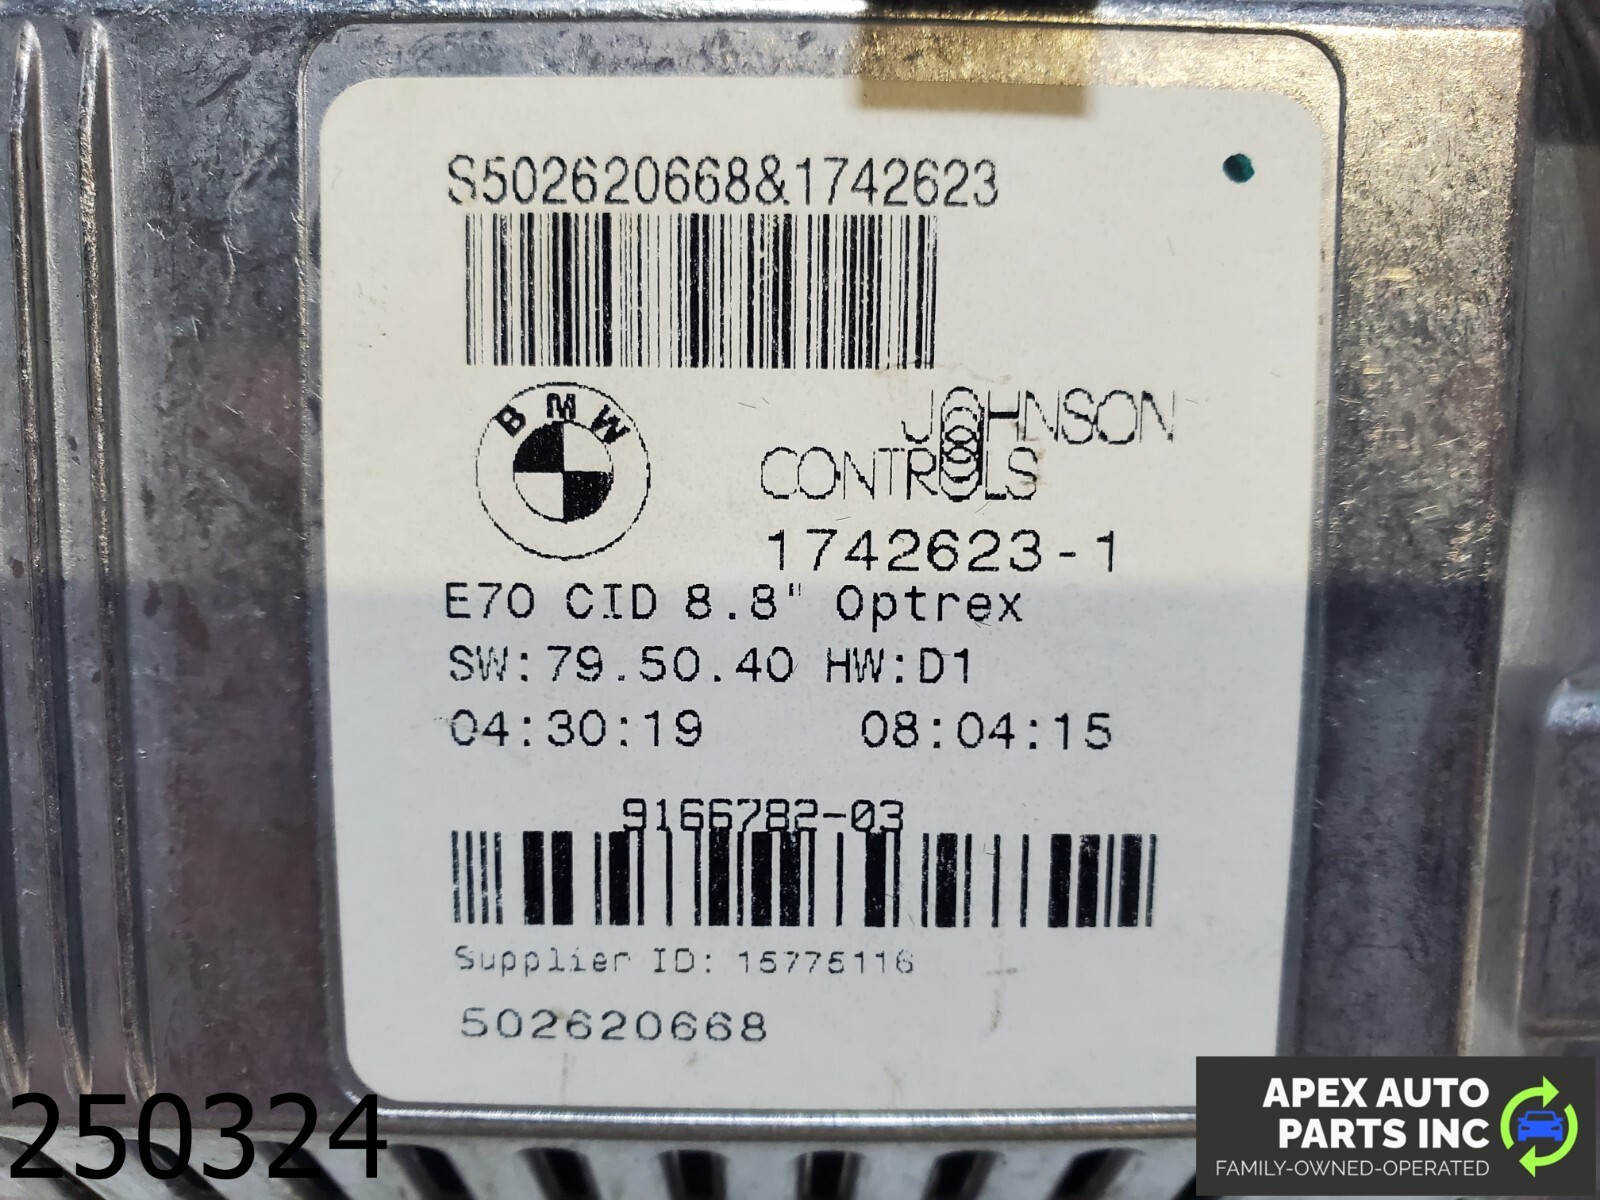 S502620668&1742623
BMW
JOHNSON
CONTROLS
1742623-1
E70 CID 8.8" Optrex
SW:79.50.40 HW:D1
04:30:19 08:04:15
9166782-03
Supplier ID: 15775116
502620668
250324
APEX AUTO
PARTS INC
FAMILY-OWNED-OPERATED